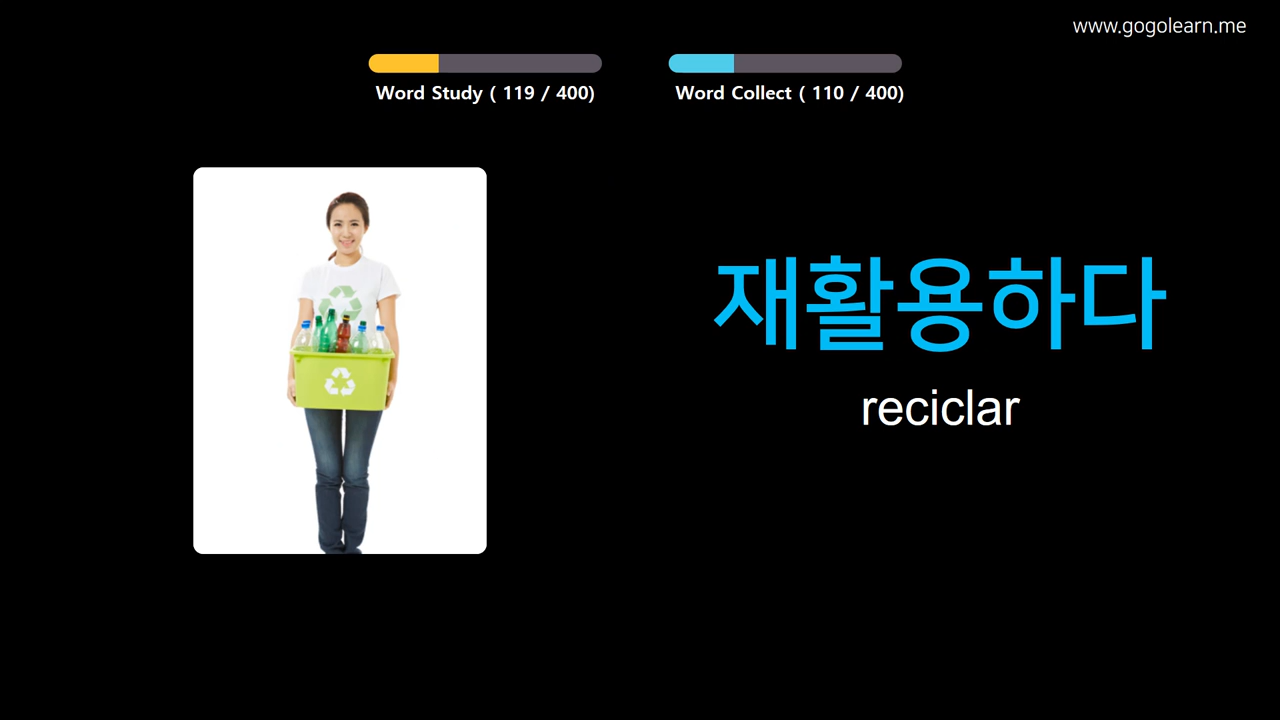 www.gogolearn.me
Word Study ( 119 / 400)
Word Collect ( 110 / 400)
재활용하다
reciclar